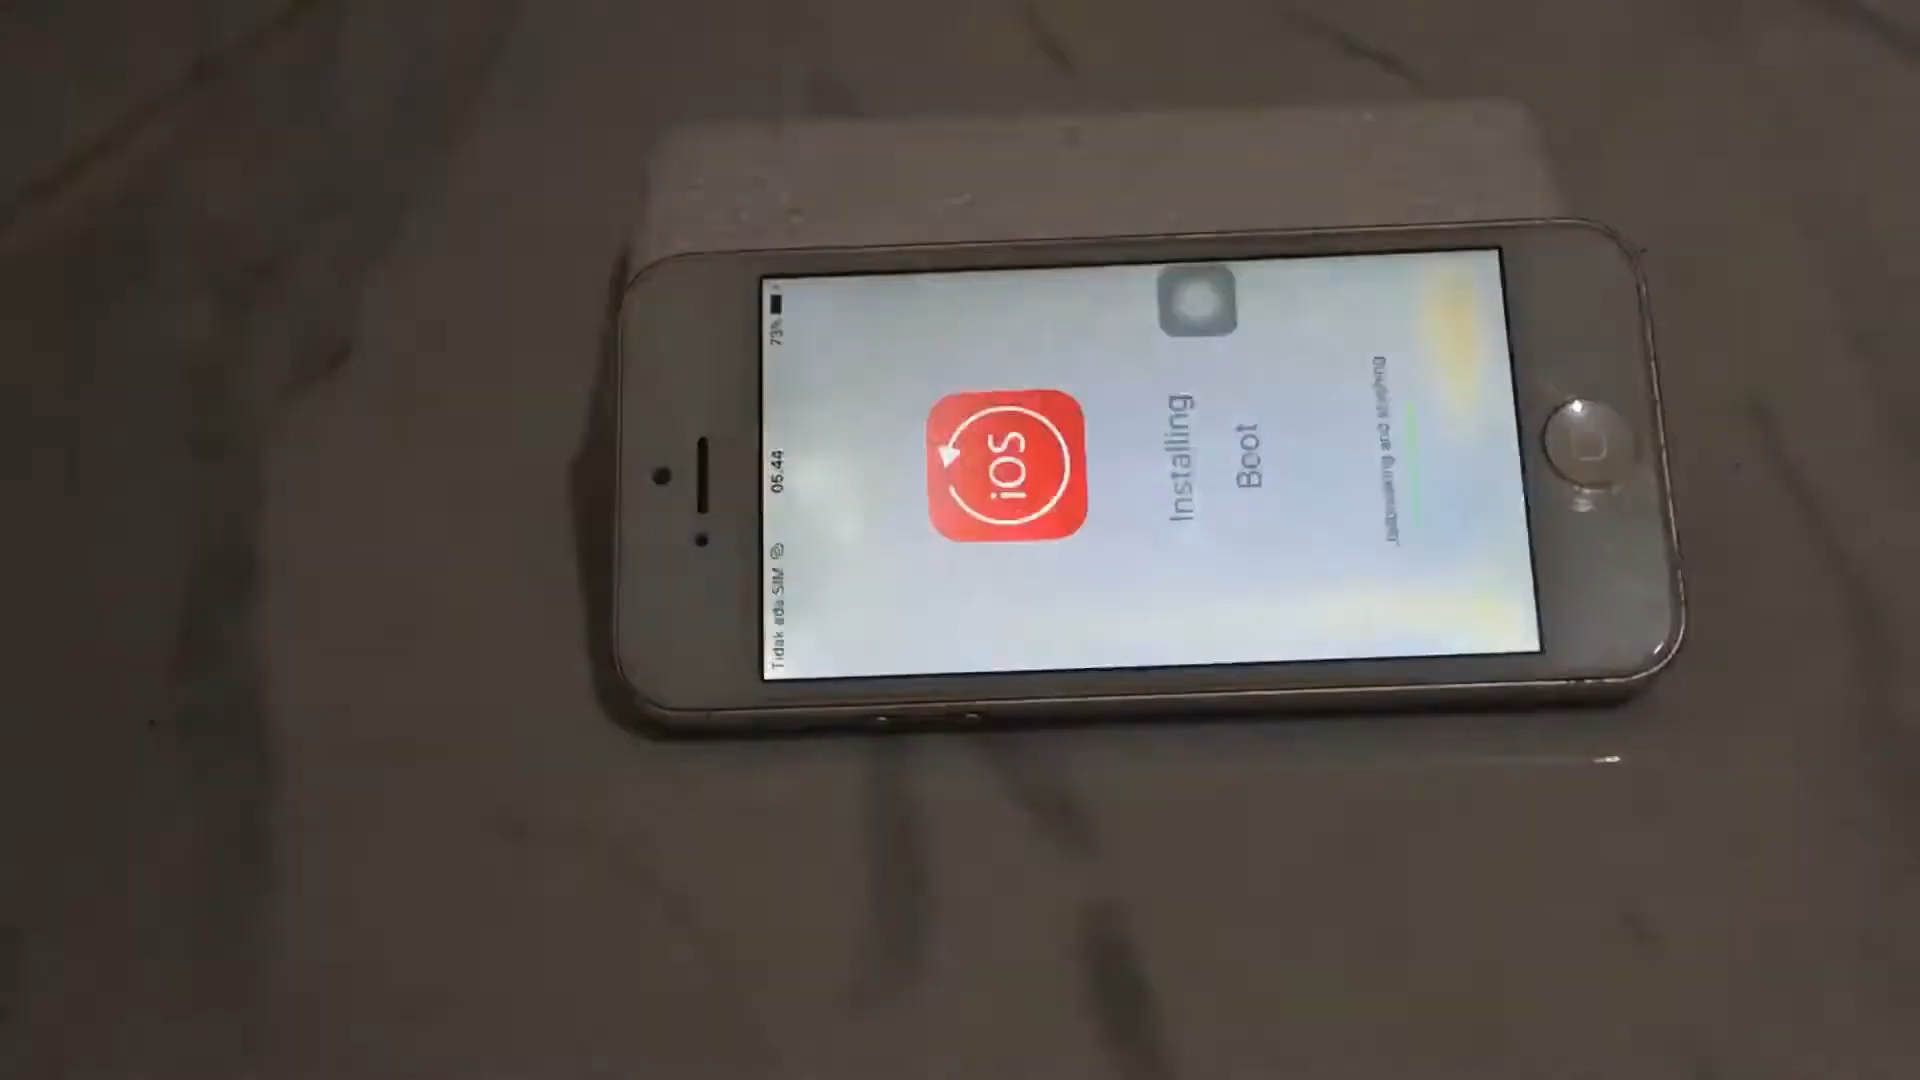 Tidak ada SIM 05.44 73%
iOS
Installing
Boot
Jailbreaking and stashing